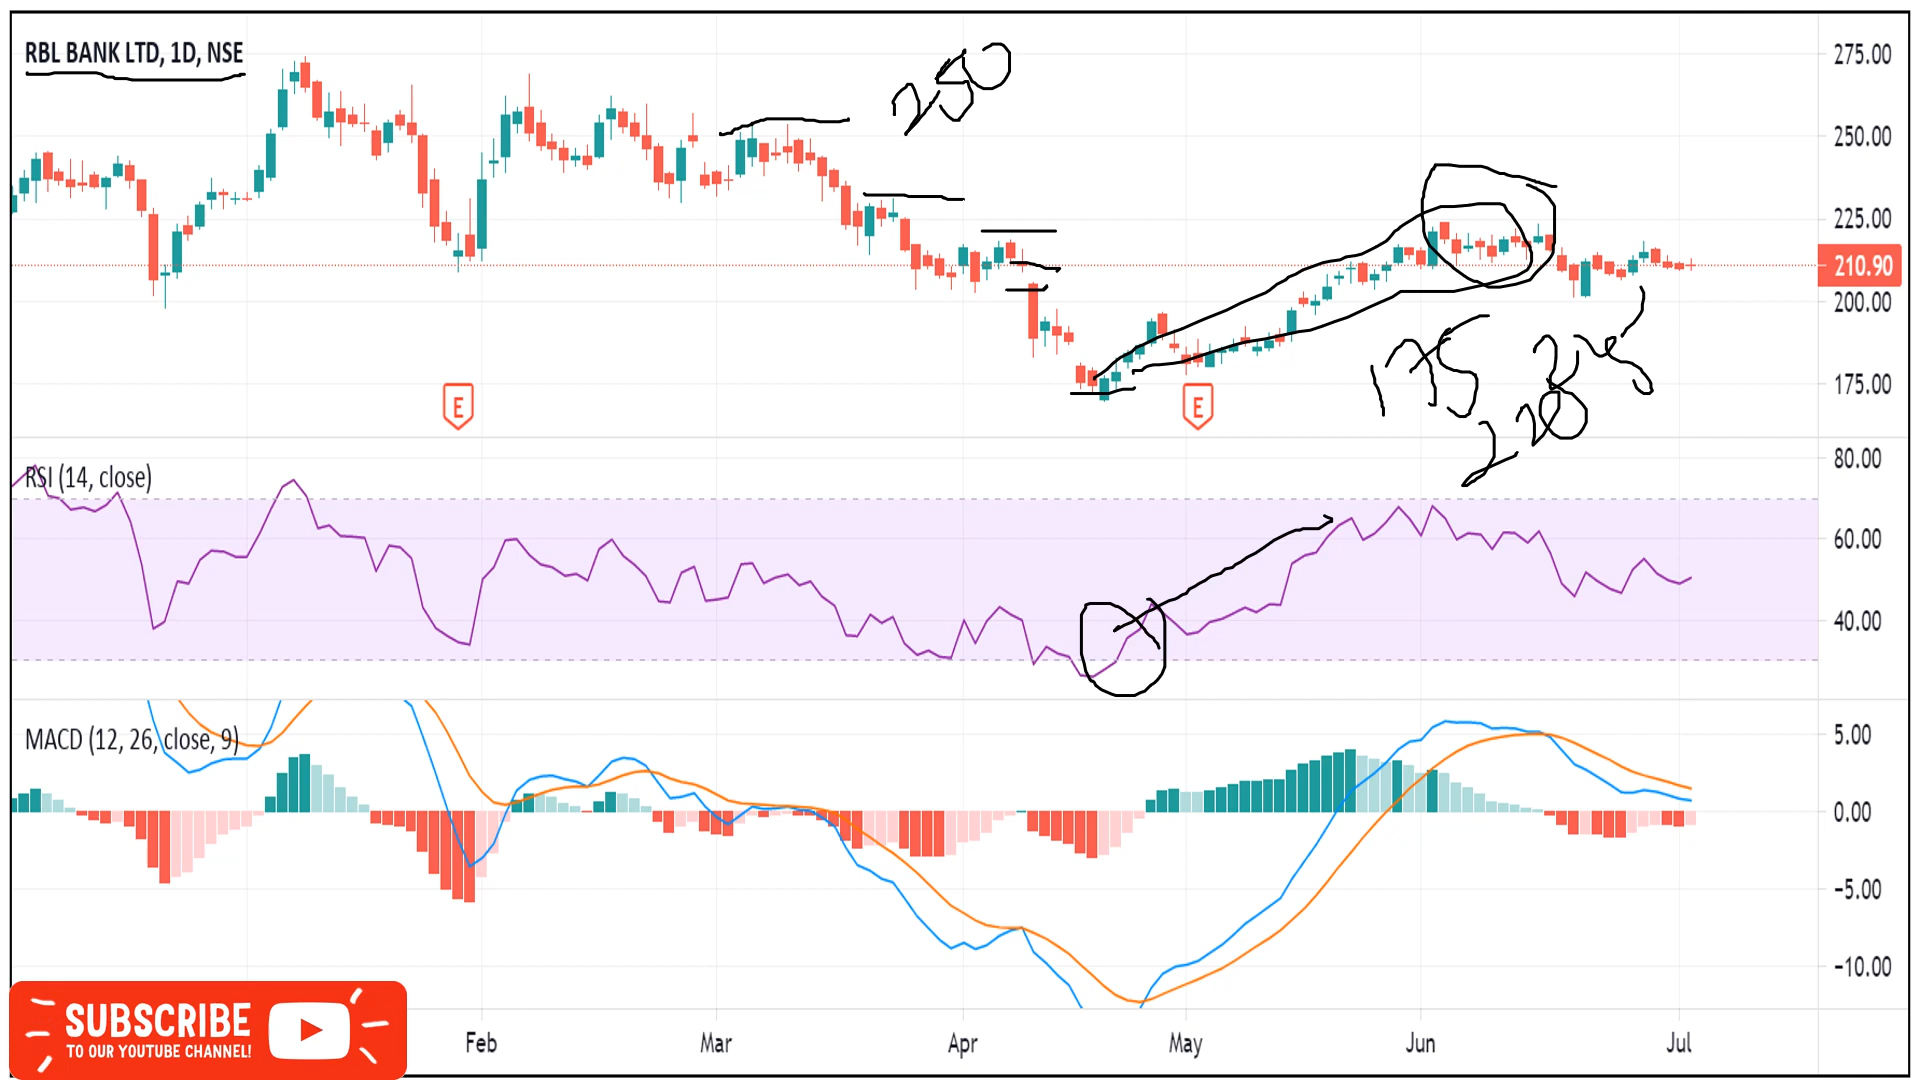 RBL BANK LTD, 1D, NSE
275.00
250
250.00
225.00
210.90
200.00
175
175.00
E
E
RSI (14, close)
80.00
60.00
40.00
MACD (12, 26, close, 9)
5.00
0.00
−5.00
−10.00
SUBSCRIBE
TO OUR YOUTUBE CHANNEL!
Feb Mar Apr May Jun Jul